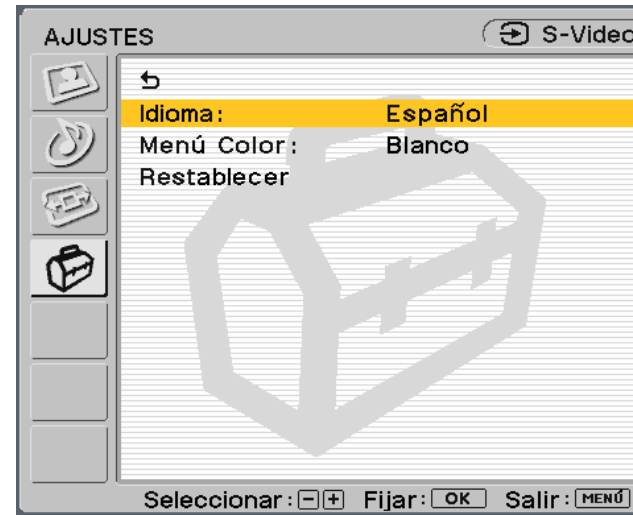 AJUSTES S-Video
Idioma: Español
Menú Color: Blanco
Restablecer
Seleccionar: - + Fijar: OK Salir: MENÚ